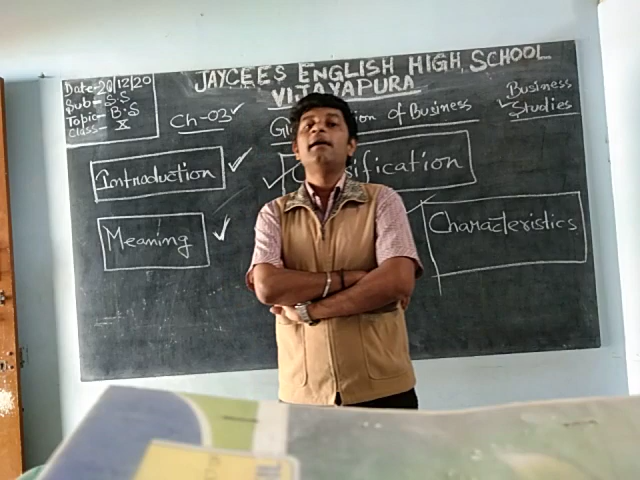 Date- 20/12/20
Sub- S.S
Topic- B.S
Class- X
JAYCEES ENGLISH HIGH SCHOOL
VIJAYAPURA
Ch-03
of Business
Business
Studies
Introduction
Meaning
Characteristics